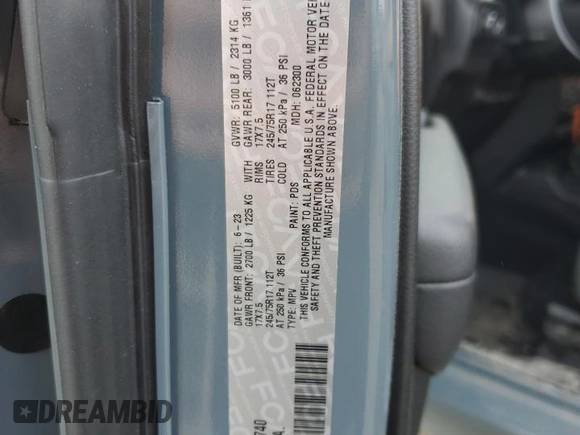 DATE OF MFR (BUILT): 6-23 GVWR: 5100 LB / 2314 KG
GAWR FRONT: 2700 LB / 1225 KG WITH GAWR REAR: 3000 LB / 1361
17X7.5 RIMS 17X7.5
245/75R17 112T TIRES 245/75R17 112T
AT 250 kPa / 36 PSI COLD AT 250 kPa / 36 PSI
TYPE: MPV PAINT: PDS MDH: 062300
THIS VEHICLE CONFORMS TO ALL APPLICABLE U.S.A. FEDERAL MOTOR VE
SAFETY AND THEFT PREVENTION STANDARDS IN EFFECT ON THE DATE
MANUFACTURE SHOWN ABOVE.
740
A.
DREAMBID